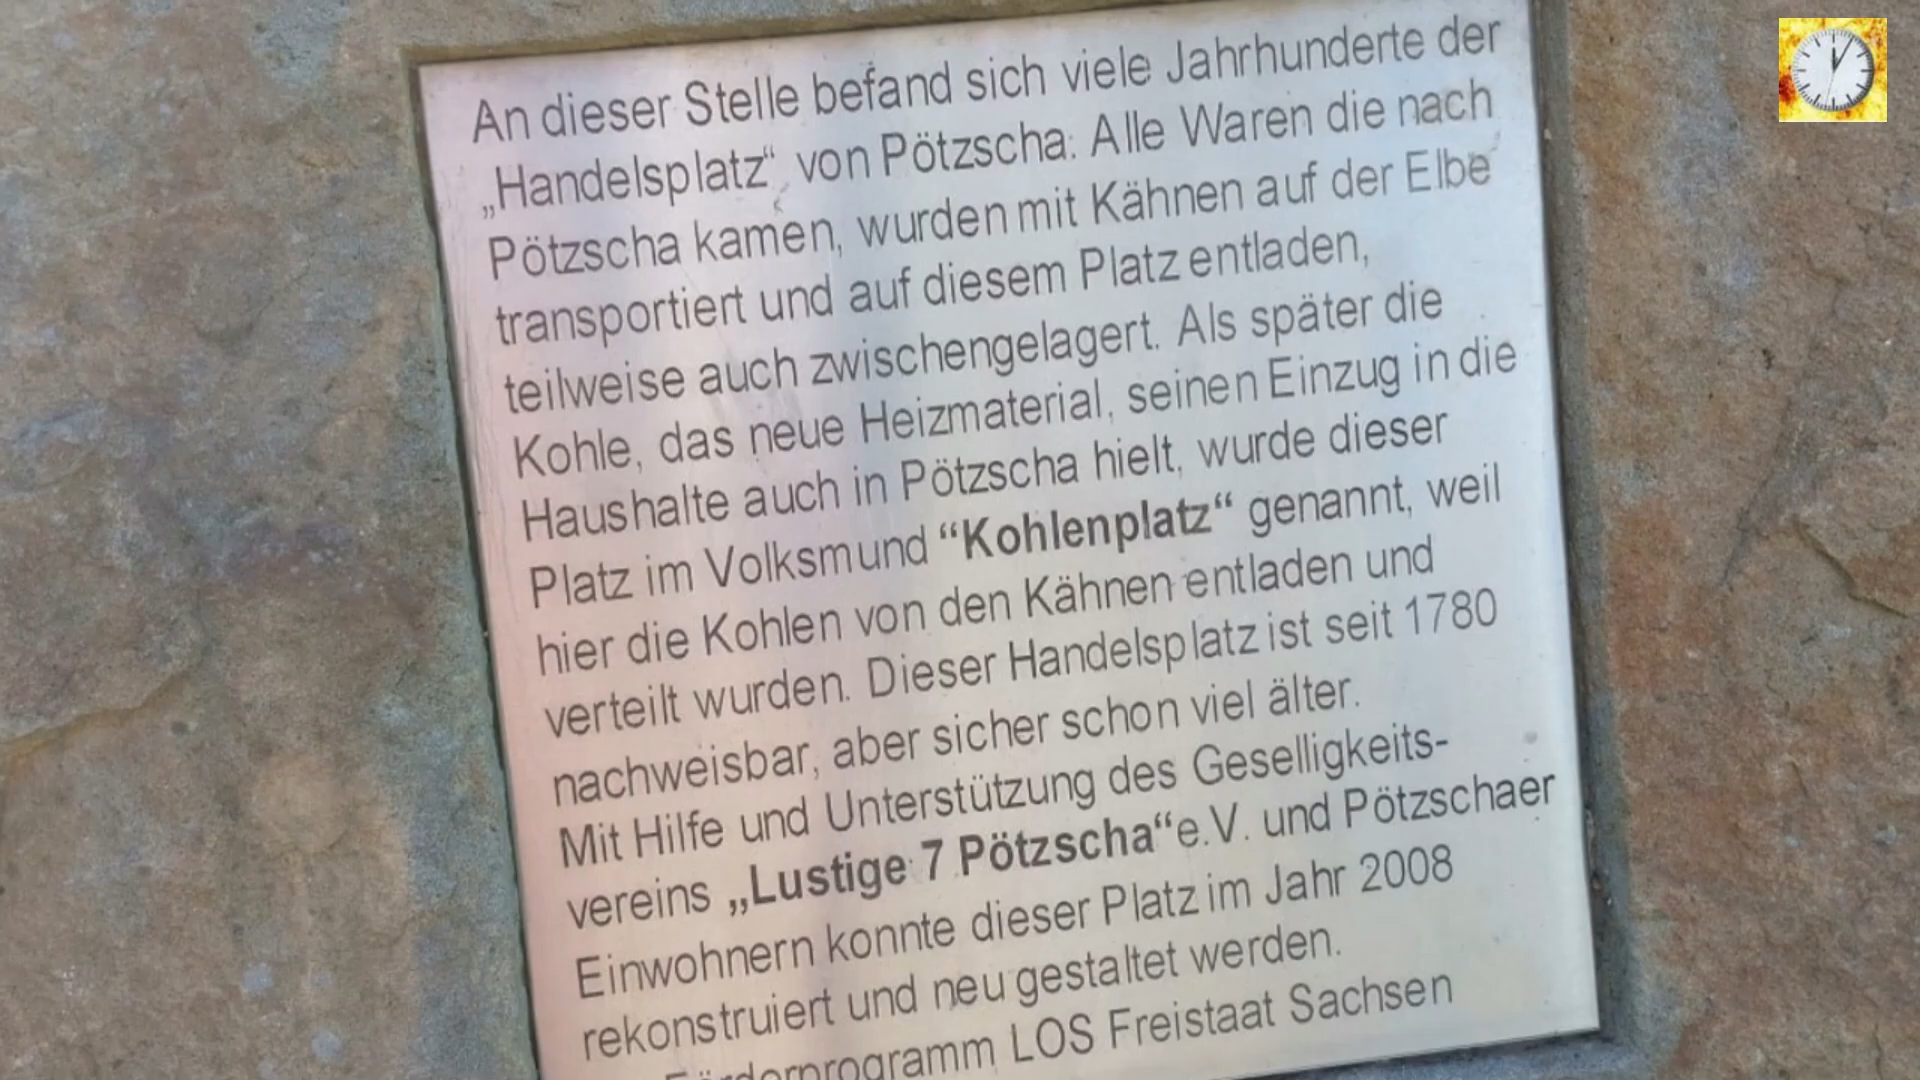 An dieser Stelle befand sich viele Jahrhunderte der
„Handelsplatz“ von Pötzscha: Alle Waren die nach
Pötzscha kamen, wurden mit Kähnen auf der Elbe
transportiert und auf diesem Platz entladen,
teilweise auch zwischengelagert. Als später die
Kohle, das neue Heizmaterial, seinen Einzug in die
Haushalte auch in Pötzscha hielt, wurde dieser
Platz im Volksmund “Kohlenplatz“ genannt, weil
hier die Kohlen von den Kähnen entladen und
verteilt wurden. Dieser Handelsplatz ist seit 1780
nachweisbar, aber sicher schon viel älter.
Mit Hilfe und Unterstützung des Geselligkeits-
vereins „Lustige 7 Pötzscha“e.V. und Pötzschaer
Einwohnern konnte dieser Platz im Jahr 2008
rekonstruiert und neu gestaltet werden.
Förderprogramm LOS Freistaat Sachsen